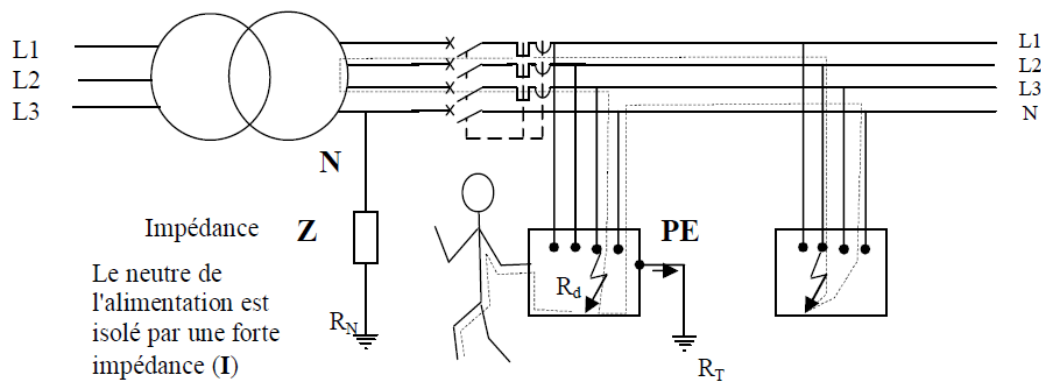 L1
L2
L3
L1
L2
L3
N
N
Impédance Z
Le neutre de
l'alimentation est
isolé par une forte
impédance (I)
R_N
R_d
PE
R_T